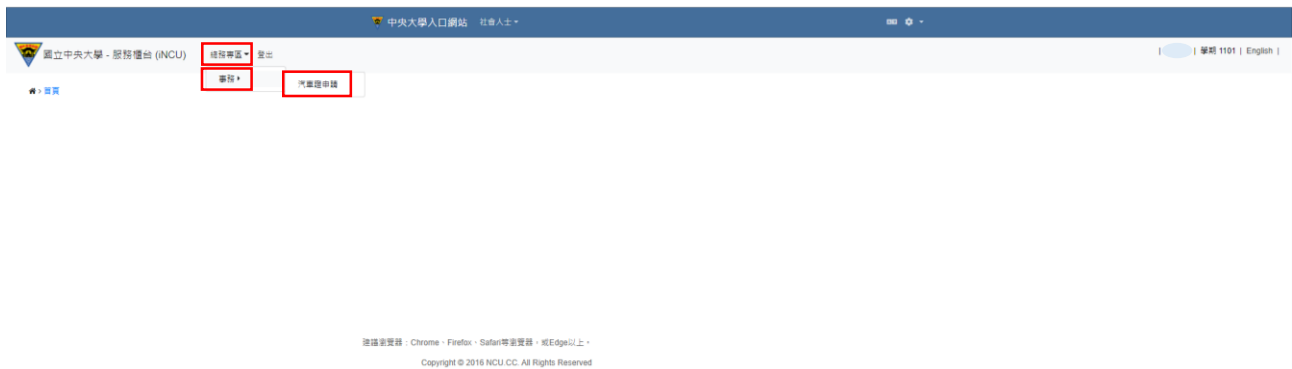 中央大學入口網站 社會人士
國立中央大學 - 服務櫃台 (iNCU) 總務專區 登出 | | 學期 1101 | English |
事務 汽車證申請
> 首頁
建議瀏覽器：Chrome、Firefox、Safari等瀏覽器，或Edge以上。
Copyright © 2016 NCU.CC. All Rights Reserved